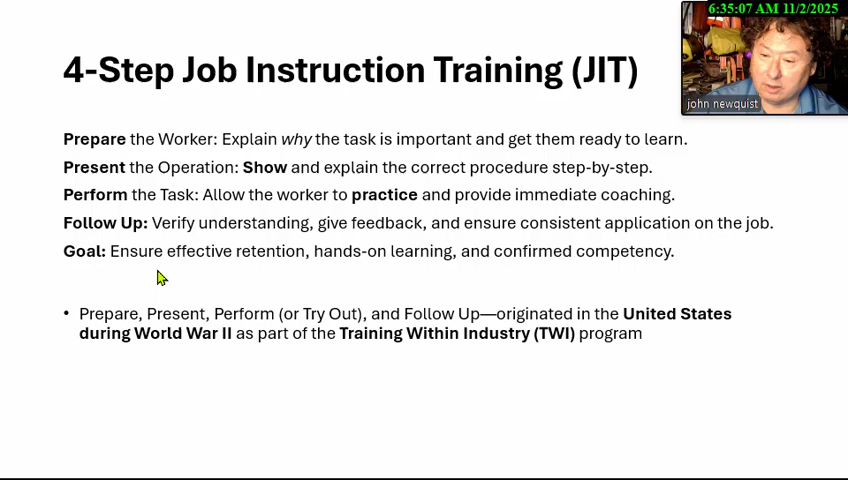 6:35:07 AM 11/2/2025
4-Step Job Instruction Training (JIT)
john newquist
Prepare the Worker: Explain why the task is important and get them ready to learn.
Present the Operation: Show and explain the correct procedure step-by-step.
Perform the Task: Allow the worker to practice and provide immediate coaching.
Follow Up: Verify understanding, give feedback, and ensure consistent application on the job.
Goal: Ensure effective retention, hands-on learning, and confirmed competency.
• Prepare, Present, Perform (or Try Out), and Follow Up—originated in the United States
during World War II as part of the Training Within Industry (TWI) program